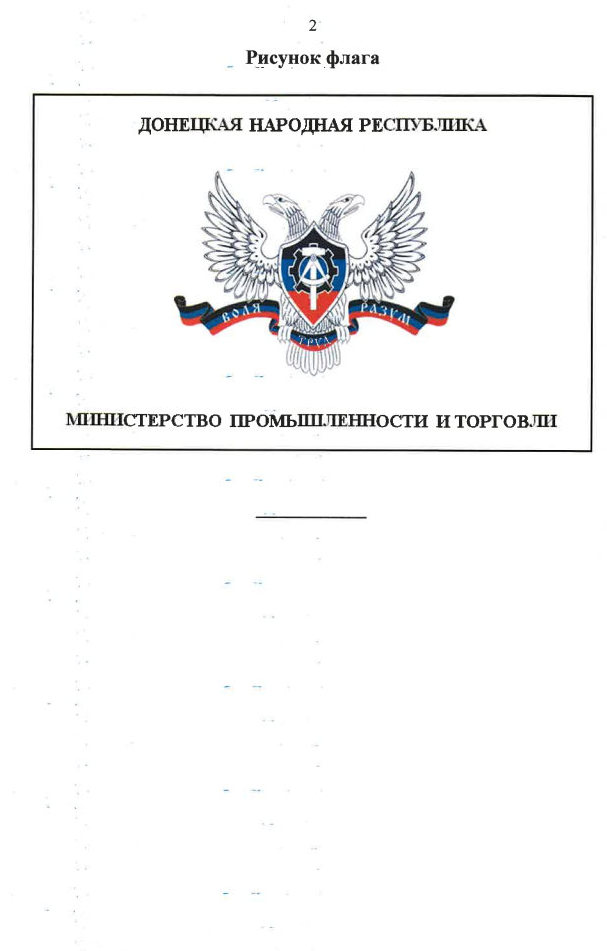 2
Рисунок флага
ДОНЕЦКАЯ НАРОДНАЯ РЕСПУБЛИКА
ВОЛЯ РАЗУМ
ТРУД
МИНИСТЕРСТВО ПРОМЫШЛЕННОСТИ И ТОРГОВЛИ